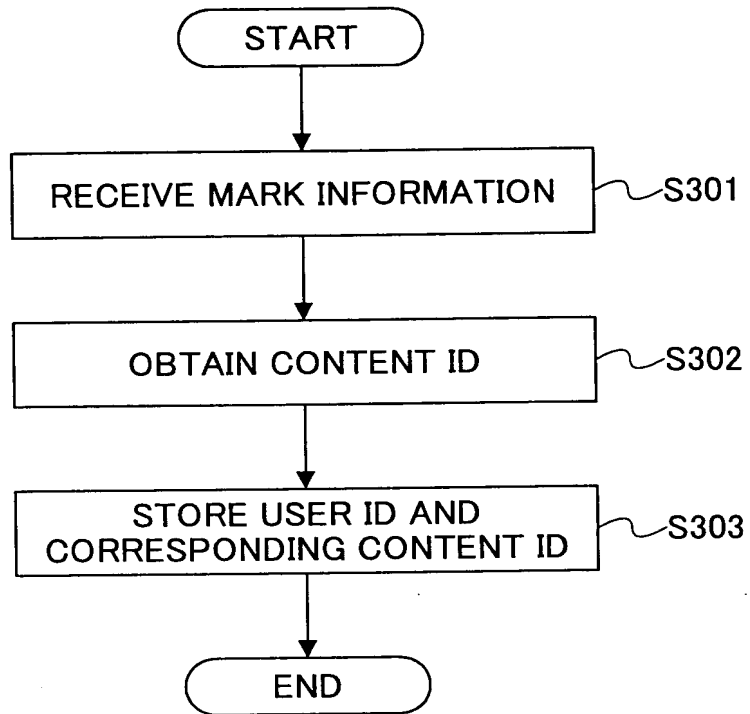 START
RECEIVE MARK INFORMATION
S301
OBTAIN CONTENT ID
S302
STORE USER ID AND
CORRESPONDING CONTENT ID
S303
END